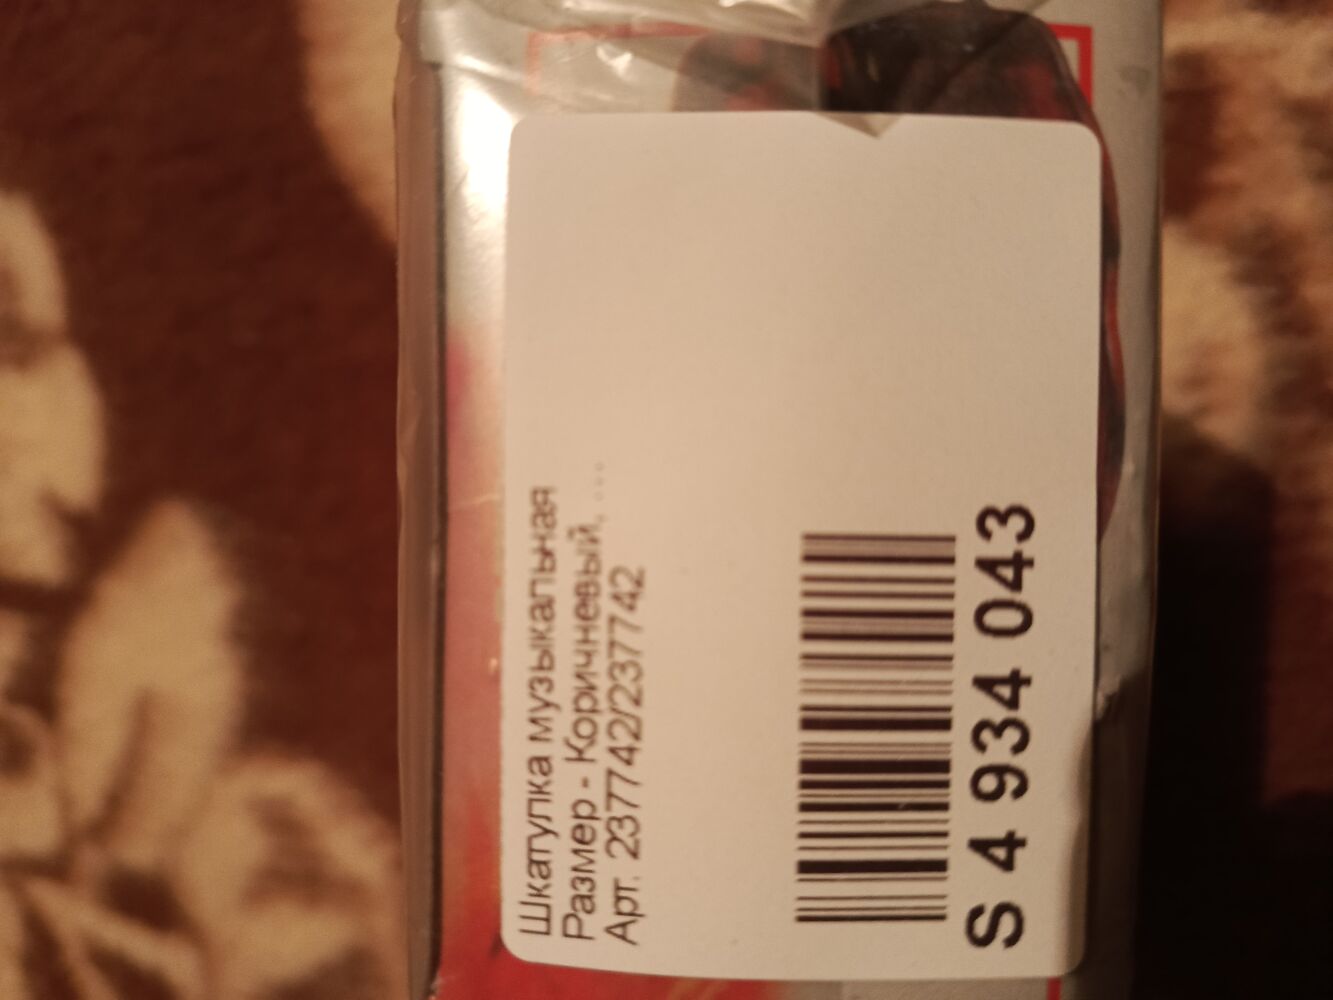 Шкатулка музыкальная
Размер - Коричневый, ...
Арт. 237742/237742
S 4 934 043